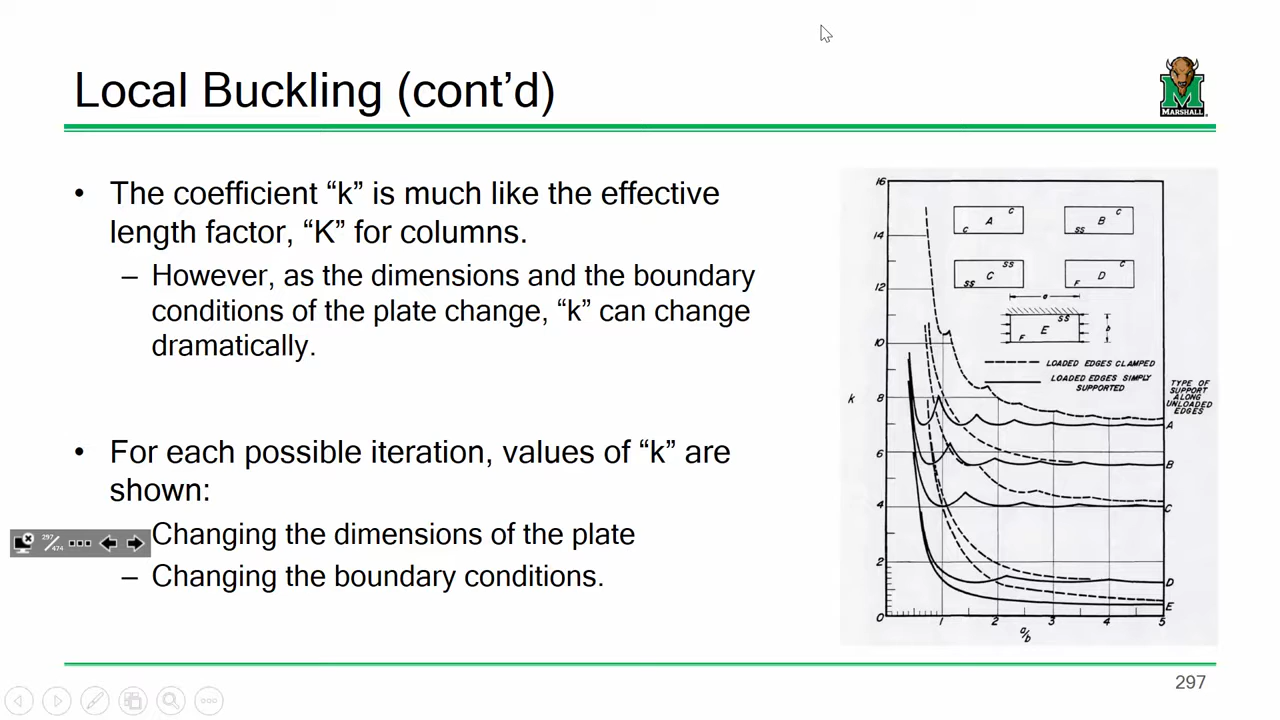 Local Buckling (cont’d)
MARSHALL
• The coefficient “k” is much like the effective
length factor, “K” for columns.
– However, as the dimensions and the boundary
conditions of the plate change, “k” can change
dramatically.
• For each possible iteration, values of “k” are
shown:
Changing the dimensions of the plate
– Changing the boundary conditions.
297/474
16
14
12
10
8
6
4
2
0
k
A C C
B C SS
C SS SS
D C F
a
E SS F
b
LOADED EDGES CLAMPED
LOADED EDGES SIMPLY
SUPPORTED
TYPE OF
SUPPORT
ALONG
UNLOADED
EDGES
A
B
C
D
E
1 2 3 4 5
a/b
297